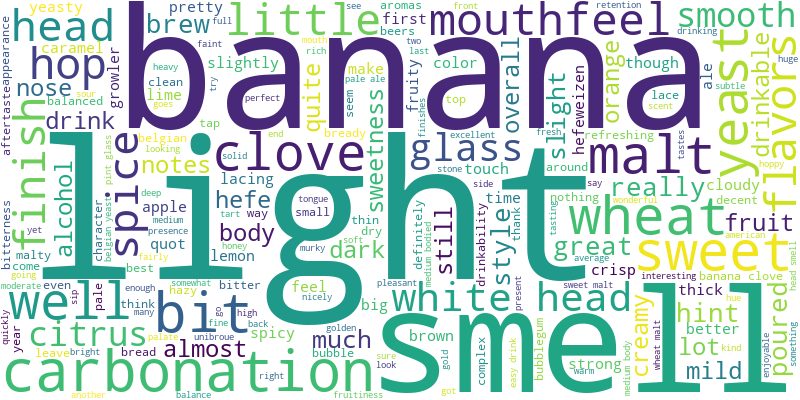 yeasty
pretty
full
see
aromas
front
retention
drinking
head
brew
little
first
mouthfeel
smooth
caramel
faint
beers
two
last
huge
hop
growler
rich
mouth
banana
color
though
ale
subtle
nose
sour
slightly
quite
make
fruity
overall
orange
lace
scent
yeast
drinkable
flavors
aftertaste
appearance
heavy
clean
try
seem
pale ale
balanced
goes
lime
perfect
top
slight
hefeweizen
drink
tap
end
bready
finishes
excellent
fresh
refreshing
tastes
hoppy
finish
light
belgian
looking
clove
sweetness
glass
stone
around
malt
alcohol
spice
notes
solid
touch
say
cloudy
pint glass
lacing
tongue
side
nothing
really
decent
belgian yeast
character
deep
apple
hefe
small
thin
still
time
wheat
wonderful
bitterness
yet
medium
presence
tart
way
body
dry
definitely
medium bodied
drinkability
thank
style
tasting
great
fruit
american
malty
quot
lemon
honey
murky
soft
dark
average
sweet
come
going
fairly
hazy
bitter
feel
big
pleasant
crisp
interesting
banana clove
head smell
moderate
even
best
somewhat
nicely
present
sweet malt
thick
hue
well
sip
pale
enough
bit
go
high
white head
creamy
hint
poured
quickly
think
many
fine
back
golden
smell
better
year
citrus
palate
unibroue
spicy
much
brown
complex
easy drink
bubblegum
lot
kind
wheat malt
something
enjoyable
leave
bright
bread
almost
bubble
sure
look
gold
warm
strong
medium body
mild
carbonation
right
got
another
balance
fruitiness